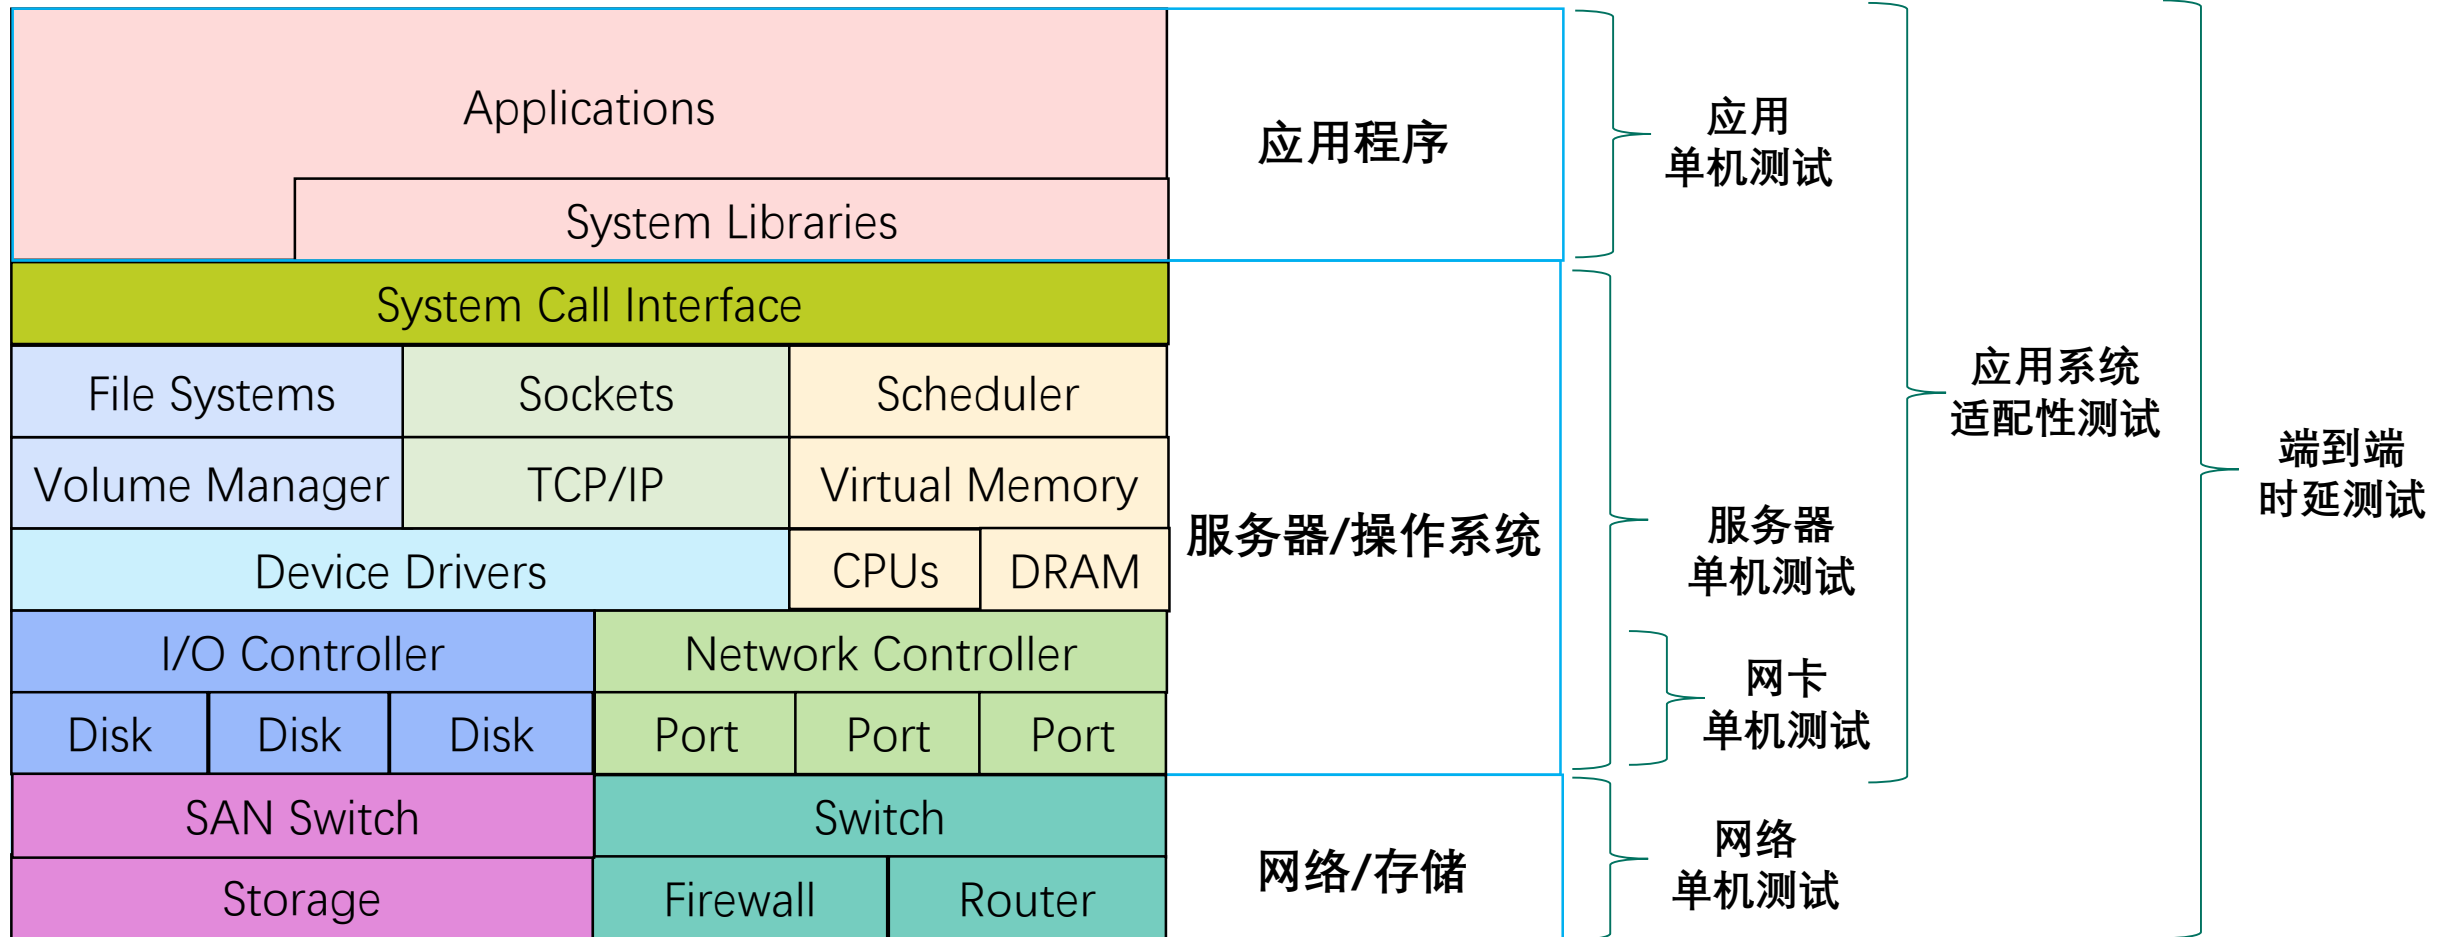 Applications
System Libraries
System Call Interface
File Systems
Sockets
Scheduler
Volume Manager
TCP/IP
Virtual Memory
Device Drivers
CPUs
DRAM
I/O Controller
Network Controller
Disk
Disk
Disk
Port
Port
Port
SAN Switch
Switch
Storage
Firewall
Router
应用程序
服务器/操作系统
网络/存储
应用
单机测试
服务器
单机测试
网卡
单机测试
网络
单机测试
应用系统
适配性测试
端到端
时延测试